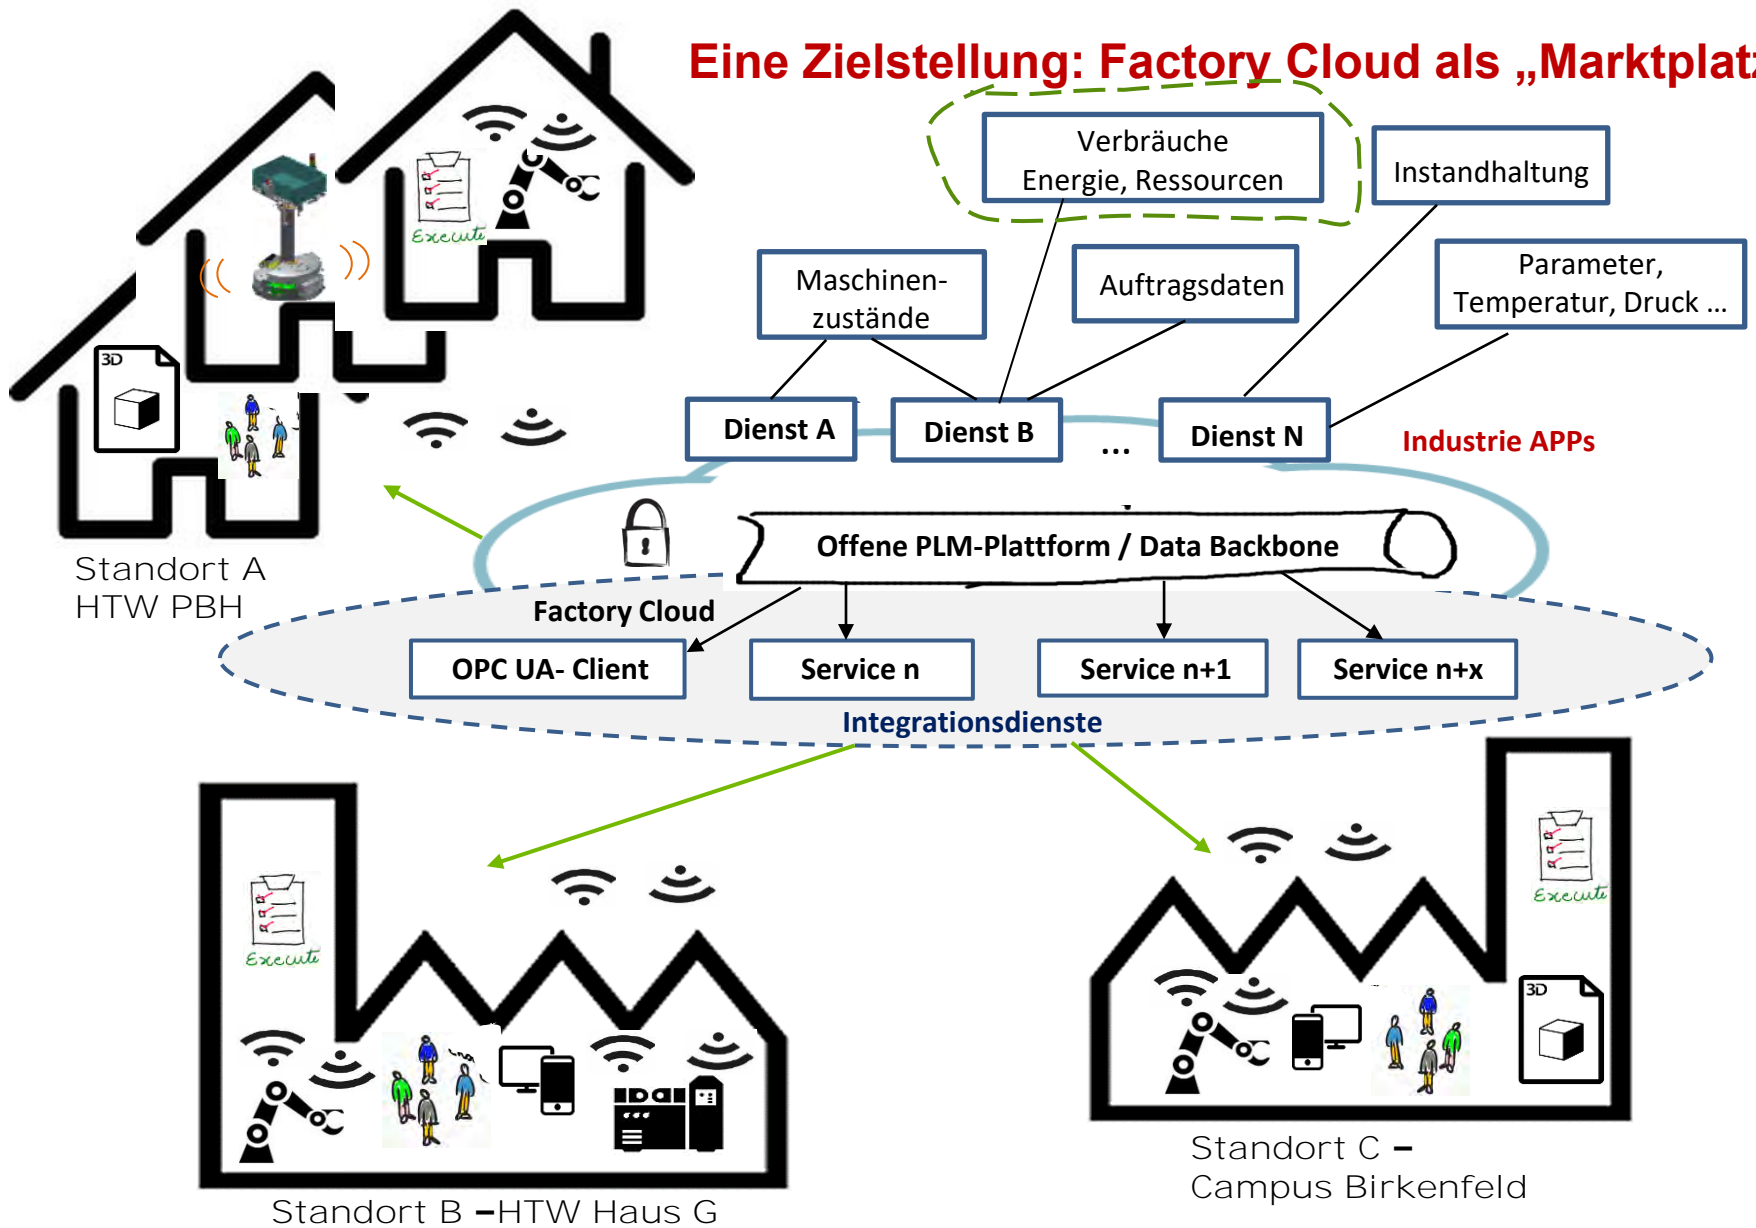 Eine Zielstellung: Factory Cloud als „Marktplatz
Verbräuche
Energie, Ressourcen
Instandhaltung
Maschinen-
zustände
Auftragsdaten
Parameter,
Temperatur, Druck ...
Execute
3D
Dienst A
Dienst B
...
Dienst N
Industrie APPs
Offene PLM-Plattform / Data Backbone
Standort A
HTW PBH
Factory Cloud
OPC UA- Client
Service n
Service n+1
Service n+x
Integrationsdienste
Execute
Execute
3D
Standort B –HTW Haus G
Standort C –
Campus Birkenfeld